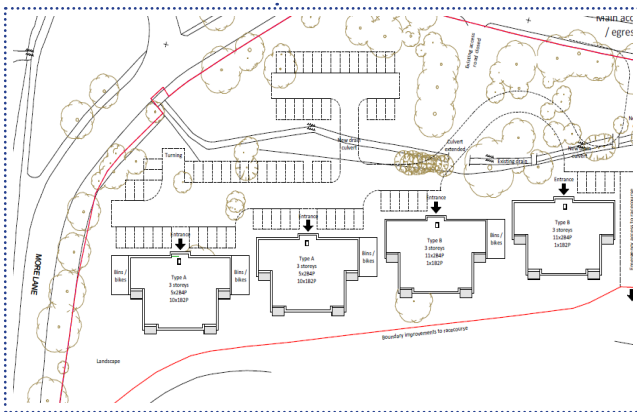 Main acc
/ egres
Existing access
road closed
New drain
culvert
Culvert
extended
Existing drain
New
culvert
Turning
Entrance
Entrance
Entrance
Entrance
MORE LANE
Bins /
bikes
Type A
3 storeys
5x2B4P
10x1B2P
Bins /
bikes
Type A
3 storeys
5x2B4P
10x1B2P
Type B
3 storeys
11x2B4P
1x1B2P
Bins /
bikes
Type B
3 storeys
11x2B4P
1x1B2P
Boundary improvements to racecourse
Landscape